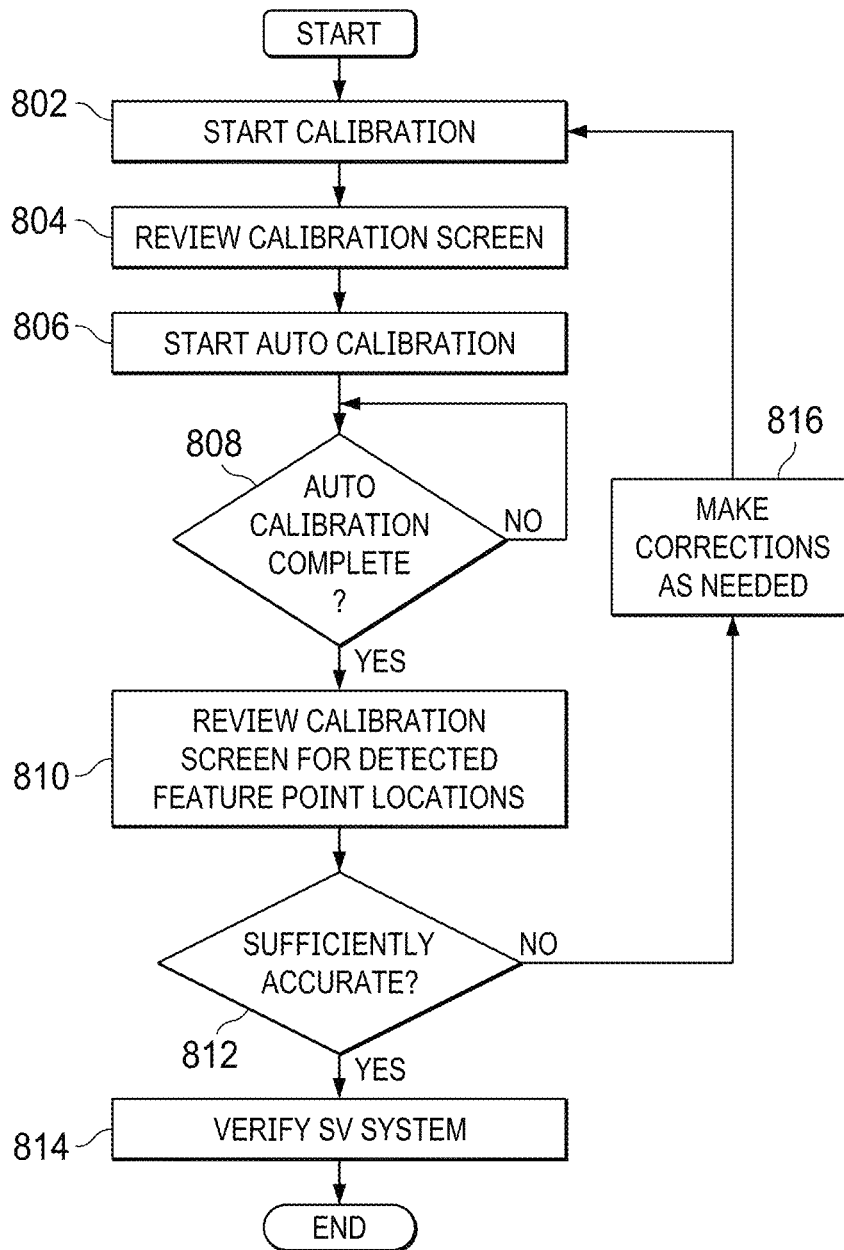 START
802
START CALIBRATION
804
REVIEW CALIBRATION SCREEN
806
START AUTO CALIBRATION
808
AUTO
CALIBRATION
COMPLETE
?
NO
YES
816
MAKE
CORRECTIONS
AS NEEDED
810
REVIEW CALIBRATION
SCREEN FOR DETECTED
FEATURE POINT LOCATIONS
SUFFICIENTLY
ACCURATE?
NO
812
YES
814
VERIFY SV SYSTEM
END